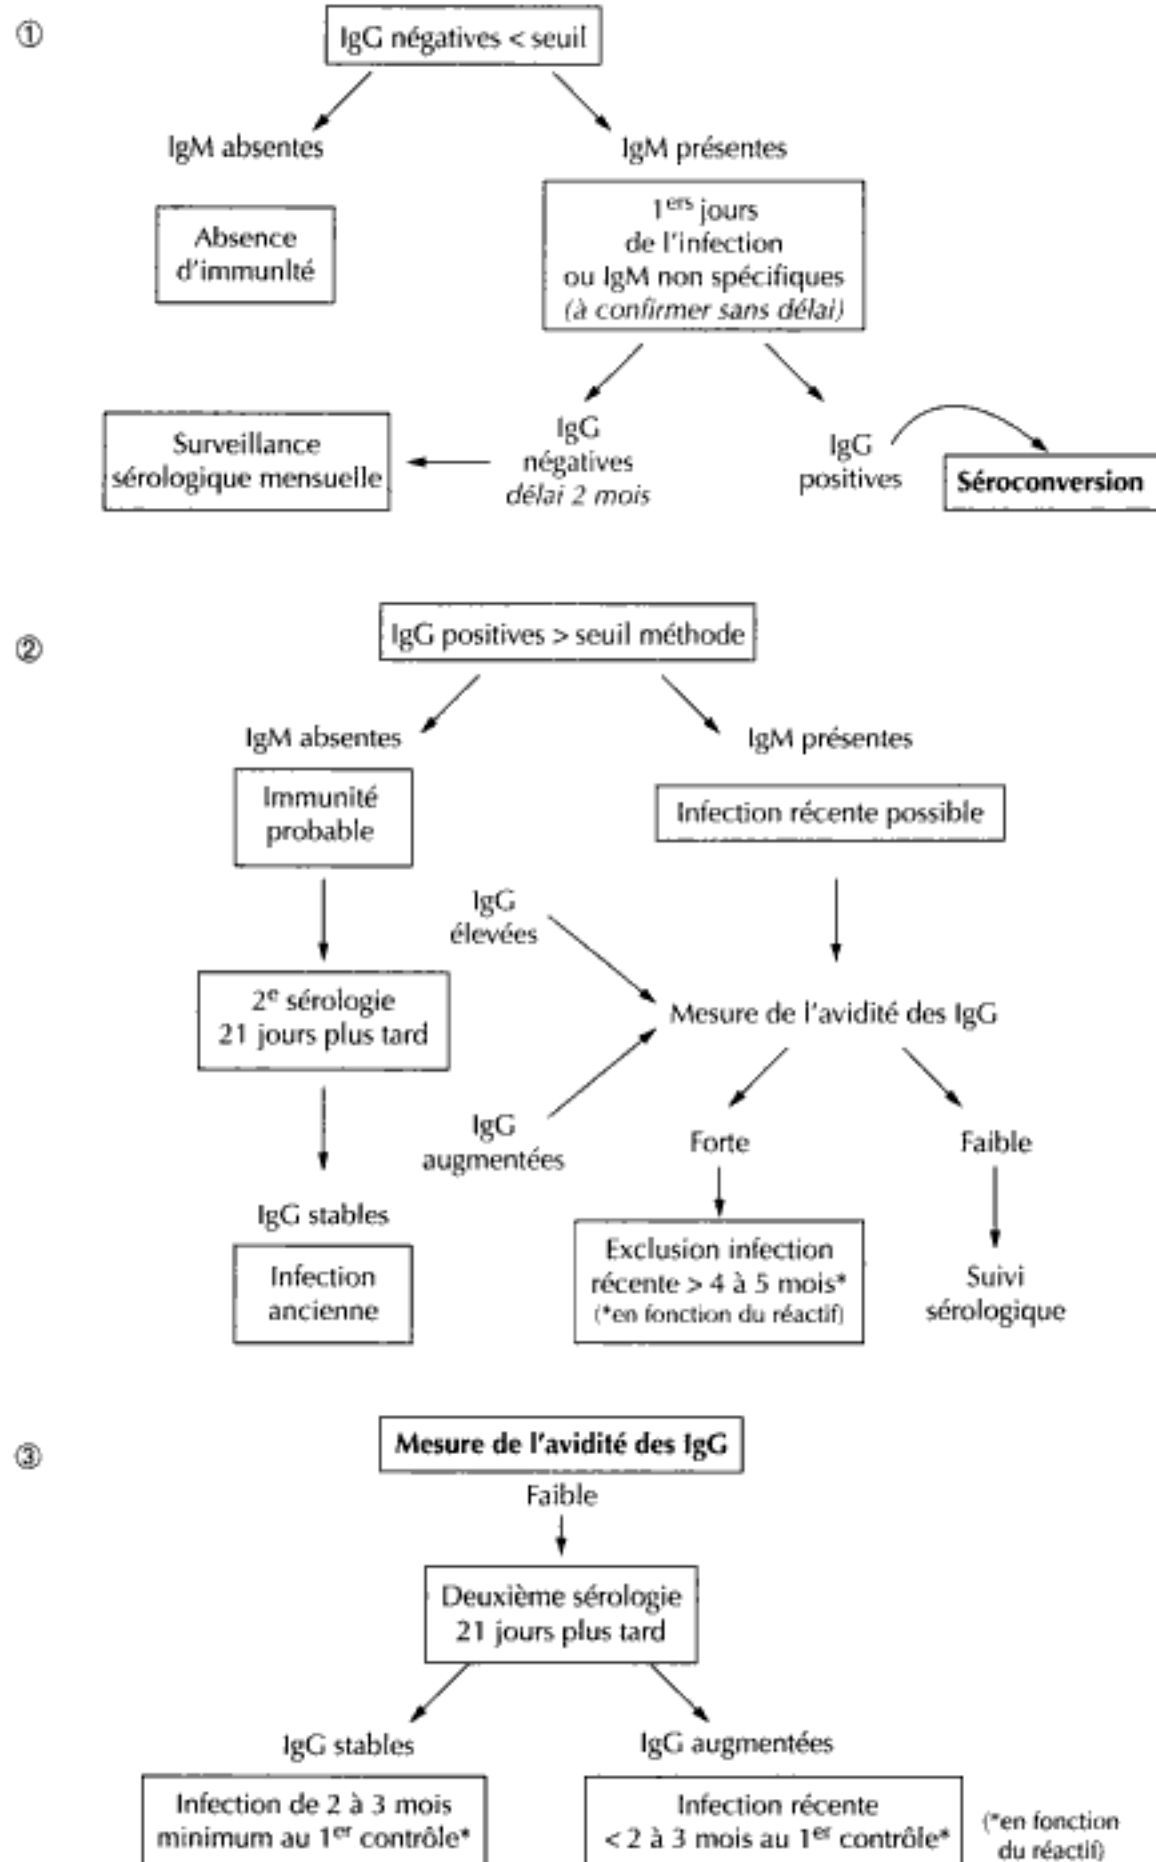 ①
IgG négatives < seuil
IgM absentes
IgM présentes
Absence
d'immunité
1ers jours
de l'infection
ou IgM non spécifiques
(à confirmer sans délai)
Surveillance
sérologique mensuelle
IgG
négatives
délai 2 mois
IgG
positives
Séroconversion
②
IgG positives > seuil méthode
IgM absentes
IgM présentes
Immunité
probable
Infection récente possible
IgG
élevées
2e sérologie
21 jours plus tard
Mesure de l'avidité des IgG
IgG
augmentées
Forte
Faible
IgG stables
Infection
ancienne
Exclusion infection
récente > 4 à 5 mois*
(*en fonction du réactif)
Suivi
sérologique
③
Mesure de l'avidité des IgG
Faible
Deuxième sérologie
21 jours plus tard
IgG stables
IgG augmentées
Infection de 2 à 3 mois
minimum au 1er contrôle*
Infection récente
< 2 à 3 mois au 1er contrôle*
(*en fonction
du réactif)